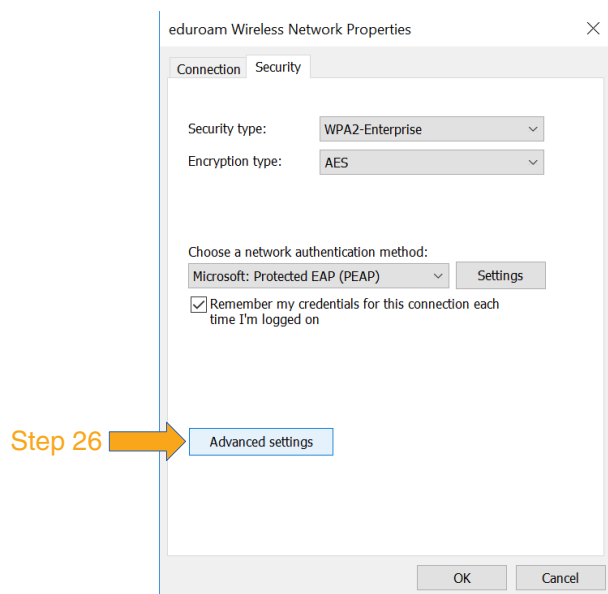 eduroam Wireless Network Properties
Connection
Security
Security type:
WPA2-Enterprise
Encryption type:
AES
Choose a network authentication method:
Microsoft: Protected EAP (PEAP)
Settings
Remember my credentials for this connection each
time I'm logged on
Step 26
Advanced settings
OK
Cancel